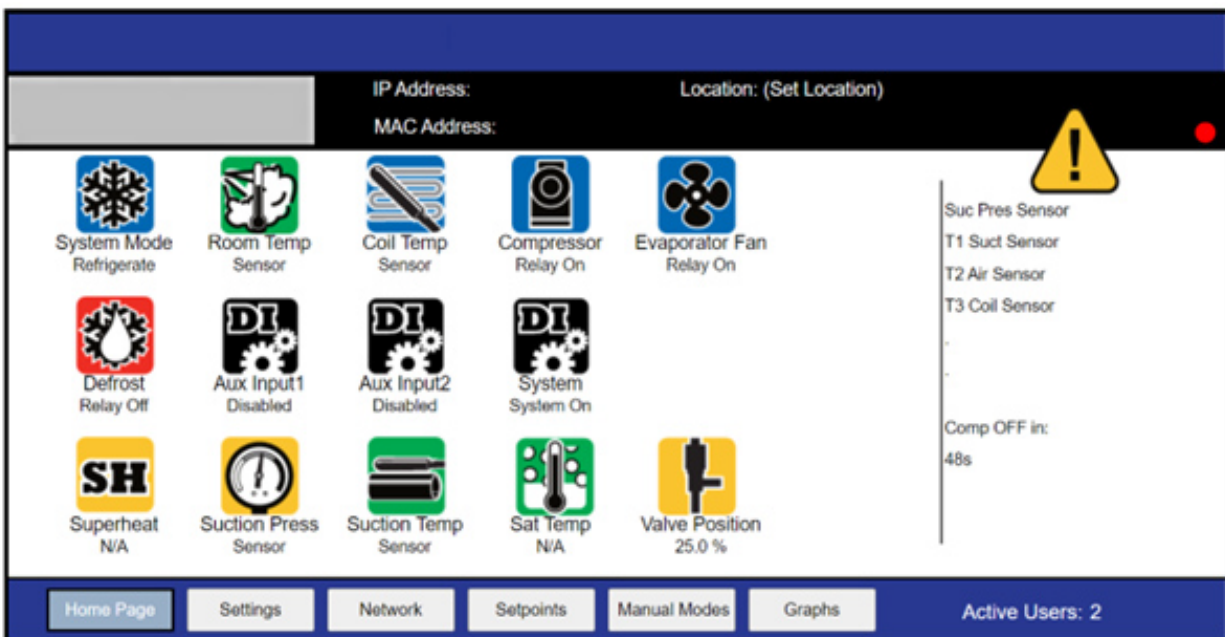 IP Address:
Location: (Set Location)
MAC Address:
System Mode
Refrigerate
Room Temp
Sensor
Coil Temp
Sensor
Compressor
Relay On
Evaporator Fan
Relay On
DI
DI
DI
Defrost
Relay Off
Aux Input1
Disabled
Aux Input2
Disabled
System
System On
SH
Superheat
N/A
Suction Press
Sensor
Suction Temp
Sensor
Sat Temp
N/A
Valve Position
25.0 %
!
Suc Pres Sensor
T1 Suct Sensor
T2 Air Sensor
T3 Coil Sensor
-
-
Comp OFF in:
48s
Home Page
Settings
Network
Setpoints
Manual Modes
Graphs
Active Users: 2